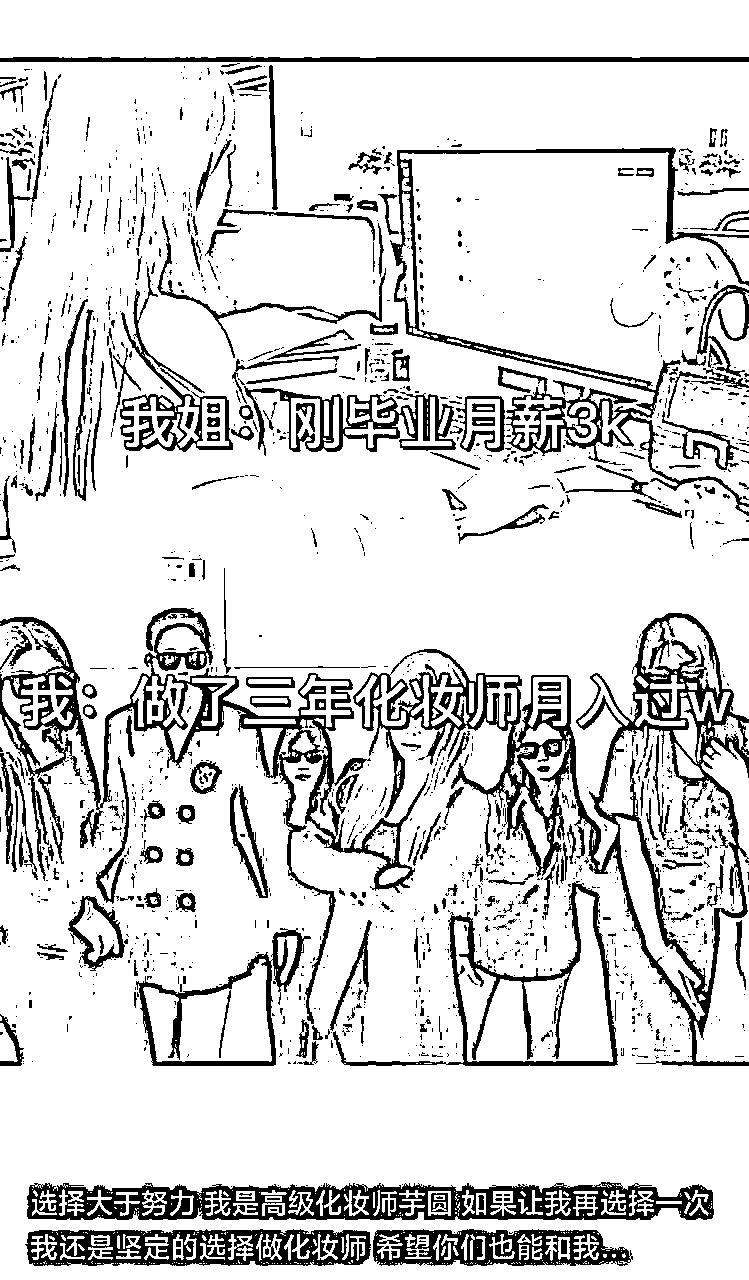 我姐：刚毕业月薪3k
我：做了三年化妆师月入过w
选择大于努力 我是高级化妆师芋圆 如果让我再选择一次
我还是坚定的选择做化妆师 希望你们也能和我...